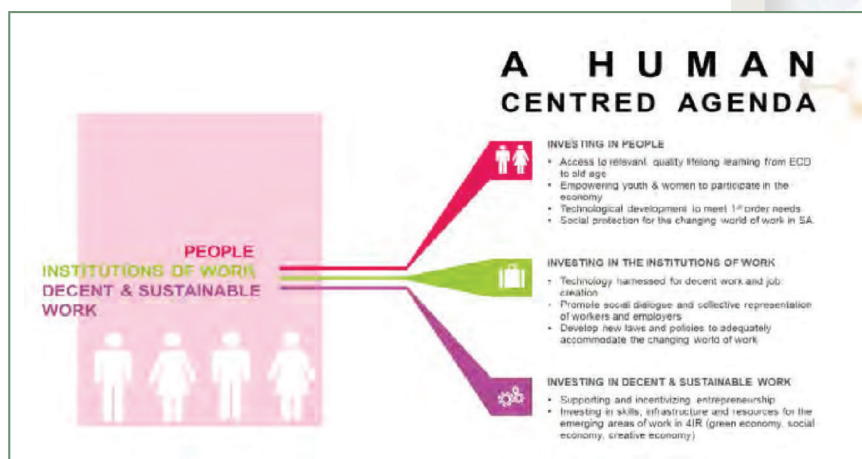 A HUMAN
CENTRED AGENDA
PEOPLE
INSTITUTIONS OF WORK
DECENT & SUSTAINABLE
WORK
INVESTING IN PEOPLE
• Access to relevant, quality lifelong learning from ECD
to old age
• Empowering youth & women to participate in the
economy
• Technological development to meet 1st order needs
• Social protection for the changing world of work in SA
INVESTING IN THE INSTITUTIONS OF WORK
• Technology harnessed for decent work and job
creation
• Promote social dialogue and collective representation
of workers and employers
• Develop new laws and policies to adequately
accommodate the changing world of work
INVESTING IN DECENT & SUSTAINABLE WORK
• Supporting and incentivizing entrepreneurship
• Investing in skills, infrastructure and resources for the
emerging areas of work in 4IR (green economy, social
economy, creative economy)